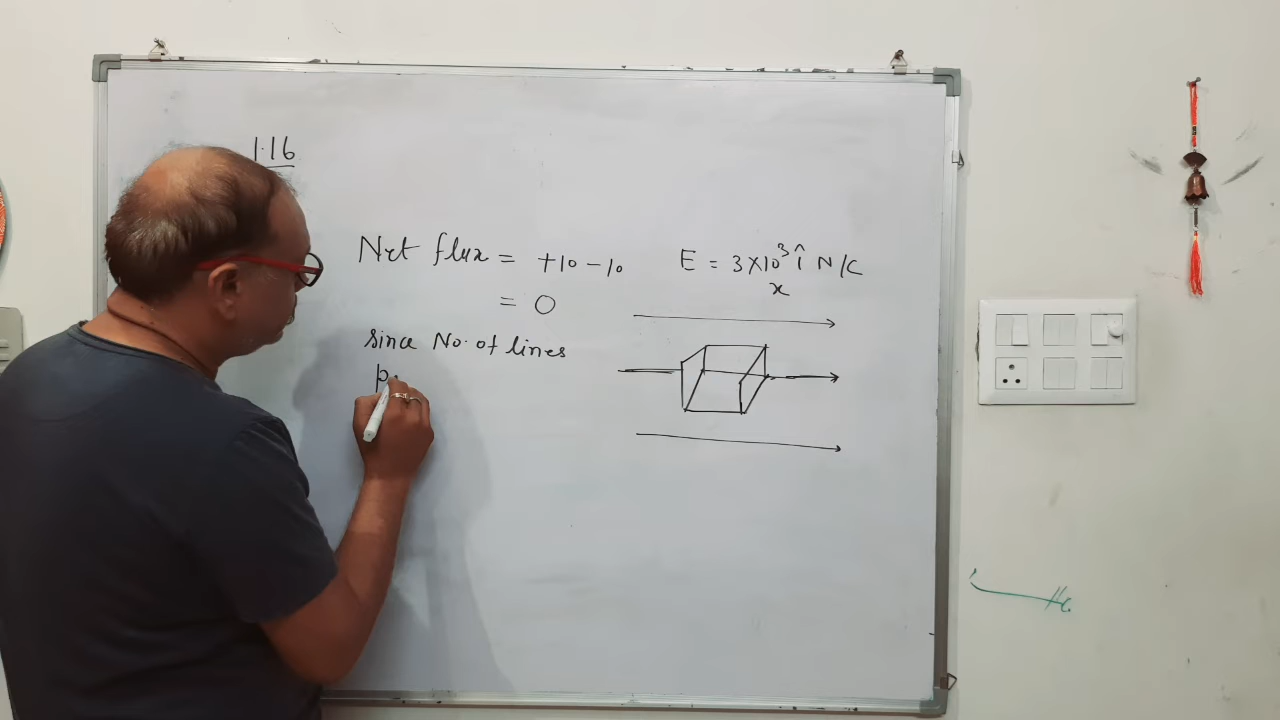 1.16
Net flux = +10 - 10
= 0
since No. of lines
E = 3×10³ î N/C
x